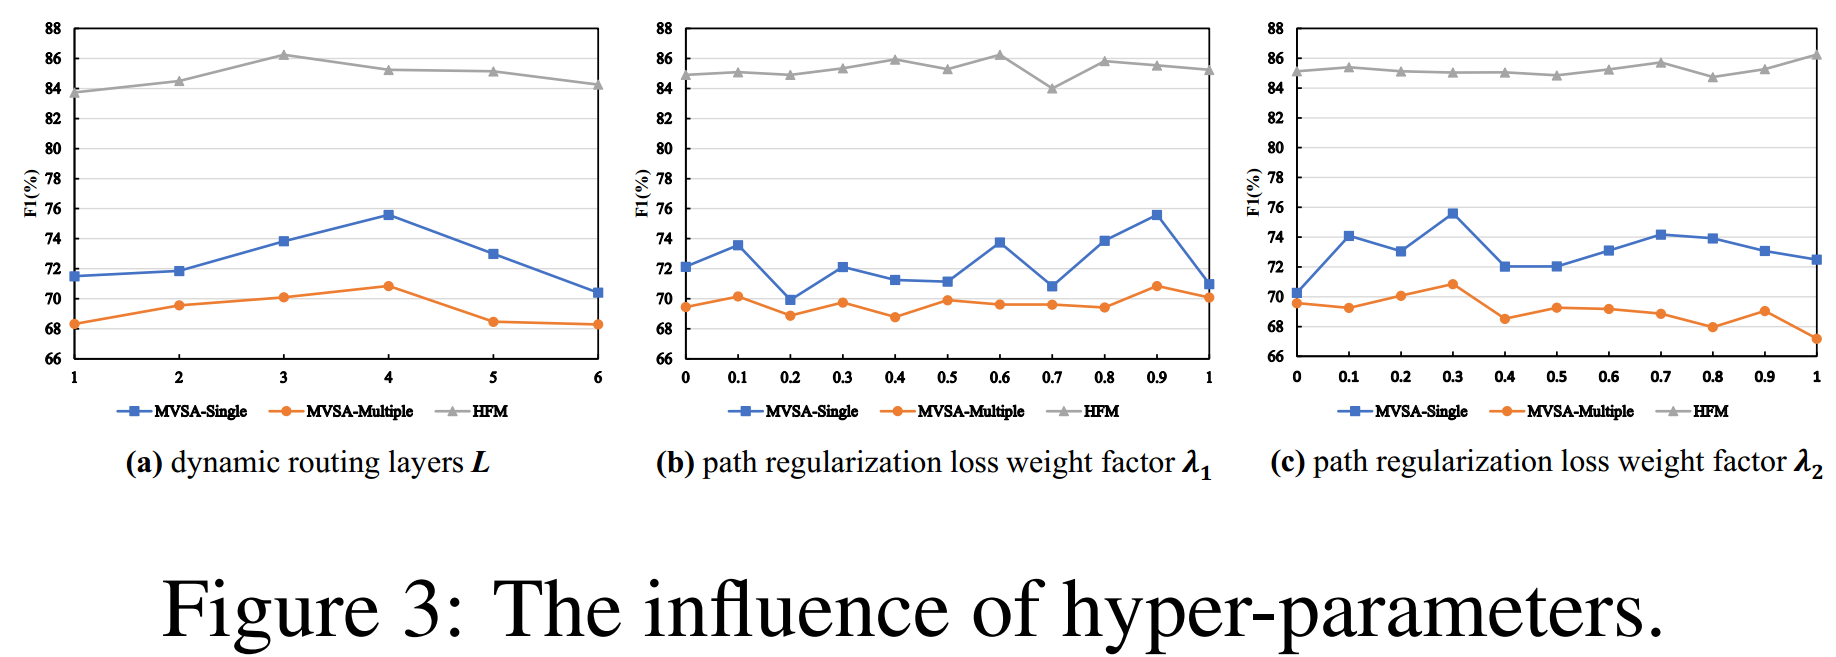 88 86 84 82 80 78 76 74 72 70 68 66
F1(%)
1 2 3 4 5 6
MVSA-Single MVSA-Multiple HFM
(a) dynamic routing layers L
88 86 84 82 80 78 76 74 72 70 68 66
F1(%)
0 0.1 0.2 0.3 0.4 0.5 0.6 0.7 0.8 0.9 1
MVSA-Single MVSA-Multiple HFM
(b) path regularization loss weight factor λ₁
88 86 84 82 80 78 76 74 72 70 68 66
F1(%)
0 0.1 0.2 0.3 0.4 0.5 0.6 0.7 0.8 0.9 1
MVSA-Single MVSA-Multiple HFM
(c) path regularization loss weight factor λ₂
Figure 3: The influence of hyper-parameters.